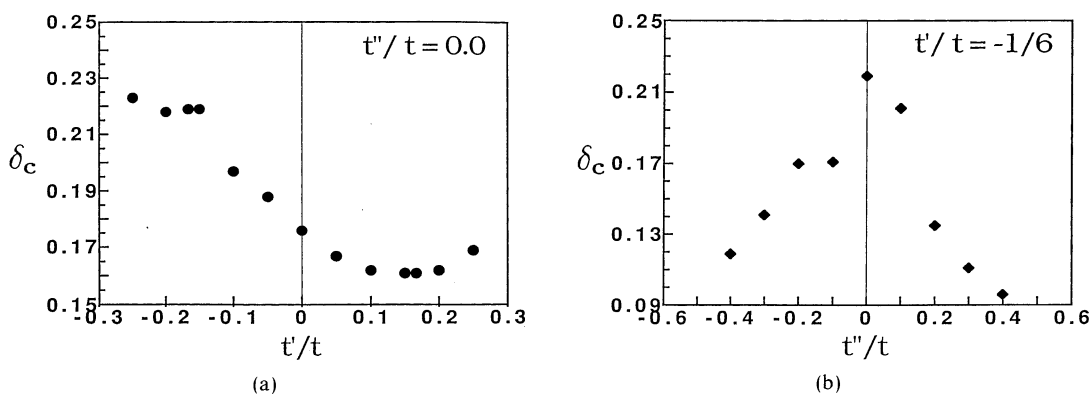 0.25
t"/ t = 0.0
0.23
0.21
δc
0.19
0.17
0.15
-0.3 -0.2 -0.1 0 0.1 0.2 0.3
t'/t
(a)
0.25
t'/ t = -1/6
0.21
δc
0.17
0.13
0.09
-0.6 -0.4 -0.2 0 0.2 0.4 0.6
t"/t
(b)